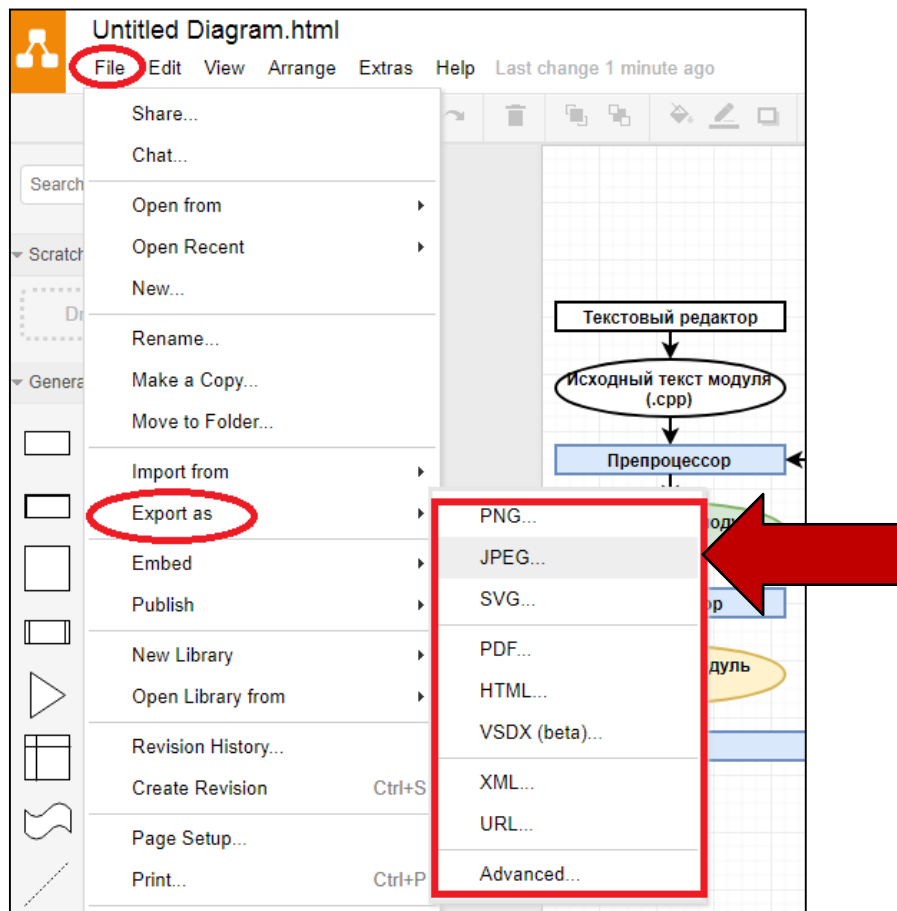 Untitled Diagram.html
File Edit View Arrange Extras Help Last change 1 minute ago
Share...
Chat...
Search
Open from
Open Recent
Scratch
New...
Rename...
Make a Copy...
Move to Folder...
Import from
Export as
Embed
Publish
New Library
Open Library from
Revision History...
Create Revision Ctrl+S
Page Setup...
Print... Ctrl+P
PNG...
JPEG...
SVG...
PDF...
HTML...
VSDX (beta)...
XML...
URL...
Advanced...
Текстовый редактор
Исходный текст модуля
(.cpp)
Препроцессор